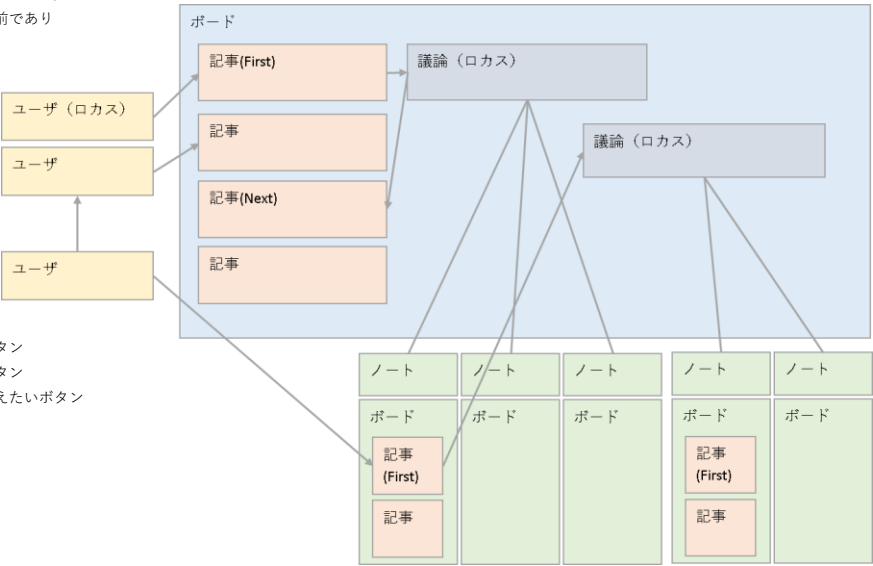 前であり
ボード
記事(First)
議論（ロカス）
ユーザ（ロカス）
記事
議論（ロカス）
ユーザ
記事(Next)
記事
ユーザ
タン
タン
えたいボタン
ノート
ノート
ノート
ノート
ノート
ボード
ボード
ボード
ボード
ボード
記事
(First)
記事
(First)
記事
記事